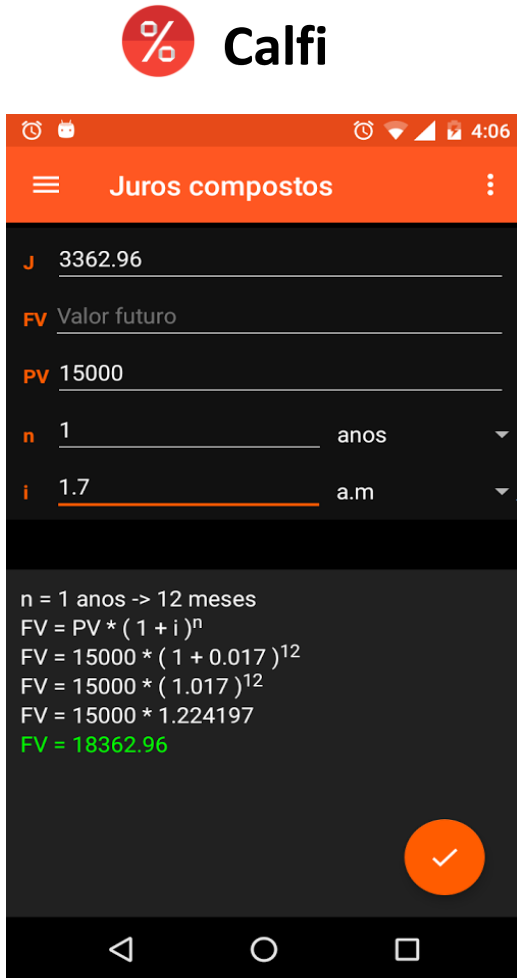 % Calfi
4:06
Juros compostos
J 3362.96
FV Valor futuro
PV 15000
n 1 anos
i 1.7 a.m
n = 1 anos -> 12 meses
FV = PV * ( 1 + i )ⁿ
FV = 15000 * ( 1 + 0.017 )¹²
FV = 15000 * ( 1.017 )¹²
FV = 15000 * 1.224197
FV = 18362.96